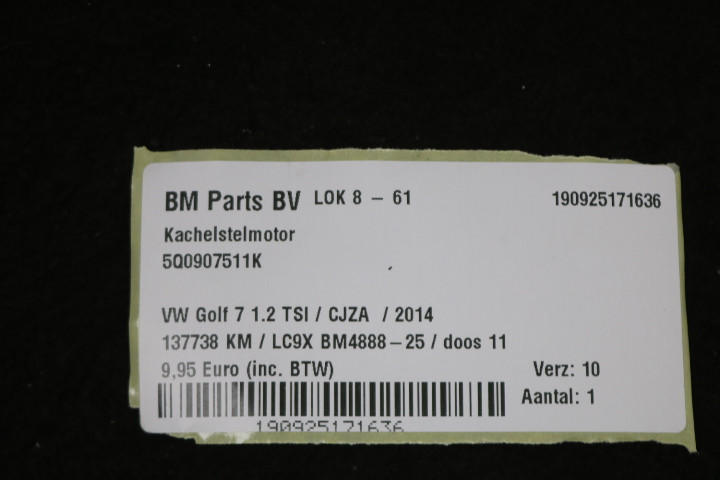 BM Parts BV LOK 8 - 61 190925171636
Kachelstelmotor
5Q0907511K
VW Golf 7 1.2 TSI / CJZA / 2014
137738 KM / LC9X BM4888-25 / doos 11
9,95 Euro (inc. BTW) Verz: 10
Aantal: 1
190925171636